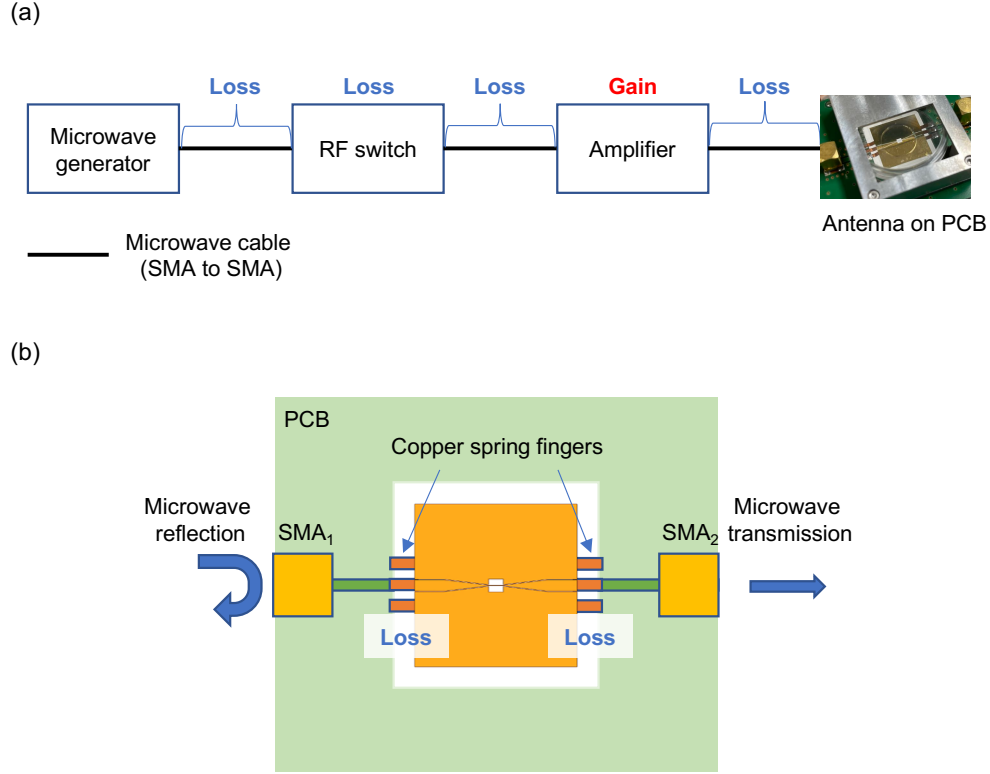 (a)
Loss
Loss
Loss
Gain
Loss
Microwave
generator
RF switch
Amplifier
Antenna on PCB
Microwave cable
(SMA to SMA)
(b)
PCB
Copper spring fingers
Microwave
reflection
SMA₁
SMA₂
Microwave
transmission
Loss
Loss